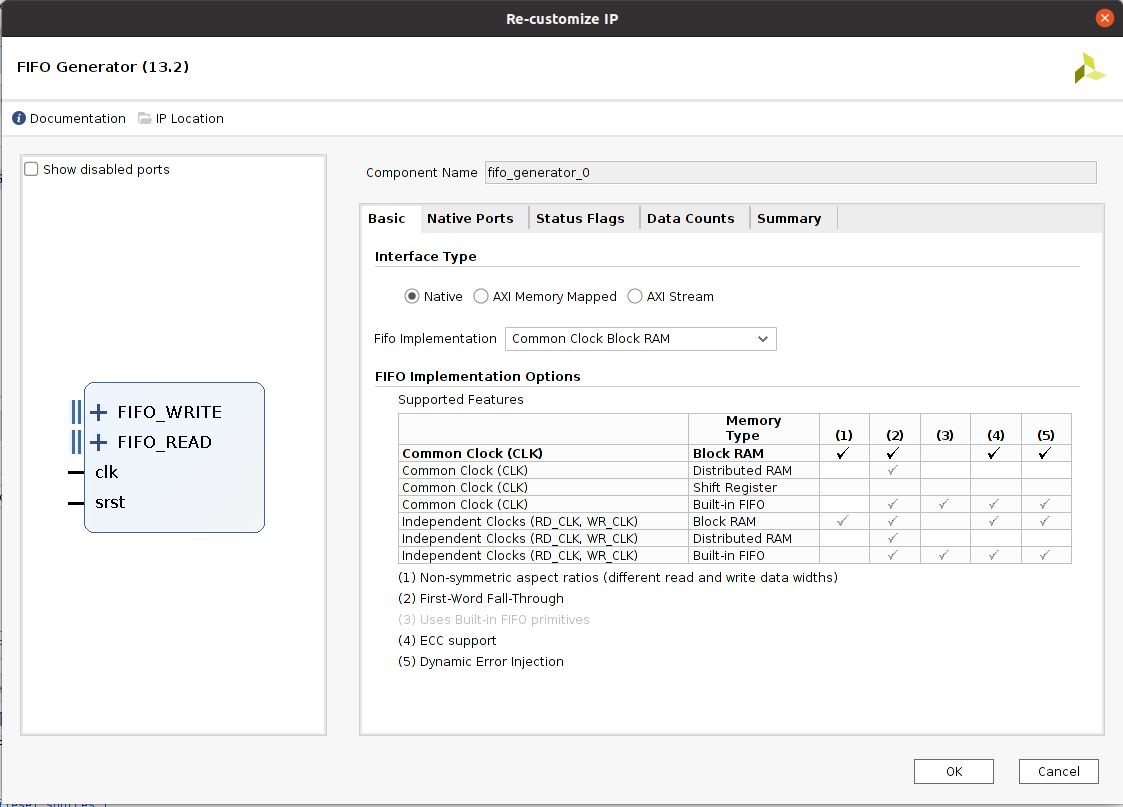 Re-customize IP
FIFO Generator (13.2)
Documentation IP Location
Show disabled ports
FIFO_WRITE
FIFO_READ
clk
srst
Component Name fifo_generator_0
Basic Native Ports Status Flags Data Counts Summary
Interface Type
Native AXI Memory Mapped AXI Stream
Fifo Implementation Common Clock Block RAM
FIFO Implementation Options
Supported Features
Memory
Type (1) (2) (3) (4) (5)
Common Clock (CLK) Block RAM ✓ ✓ ✓ ✓
Common Clock (CLK) Distributed RAM ✓
Common Clock (CLK) Shift Register
Common Clock (CLK) Built-in FIFO ✓ ✓ ✓ ✓
Independent Clocks (RD_CLK, WR_CLK) Block RAM ✓ ✓ ✓ ✓
Independent Clocks (RD_CLK, WR_CLK) Distributed RAM ✓
Independent Clocks (RD_CLK, WR_CLK) Built-in FIFO ✓ ✓ ✓ ✓
(1) Non-symmetric aspect ratios (different read and write data widths)
(2) First-Word Fall-Through
(3) Uses Built-in FIFO primitives
(4) ECC support
(5) Dynamic Error Injection
OK Cancel